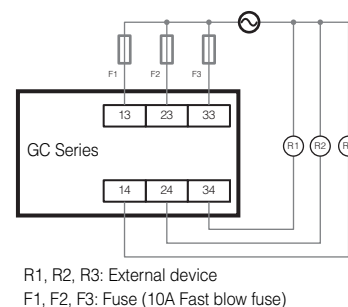 F1 F2 F3
13 23 33
GC Series
R1 R2 R
14 24 34
R1, R2, R3: External device
F1, F2, F3: Fuse (10A Fast blow fuse)